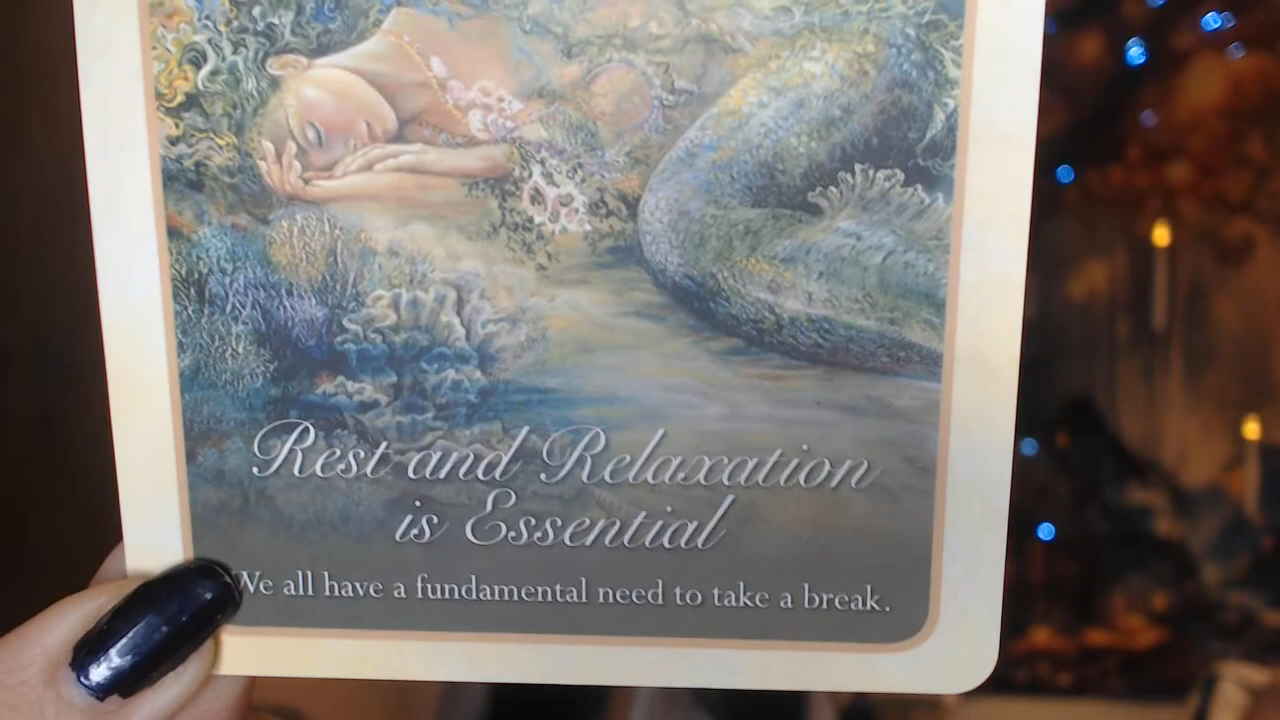 Rest and Relaxation
is Essential
We all have a fundamental need to take a break.